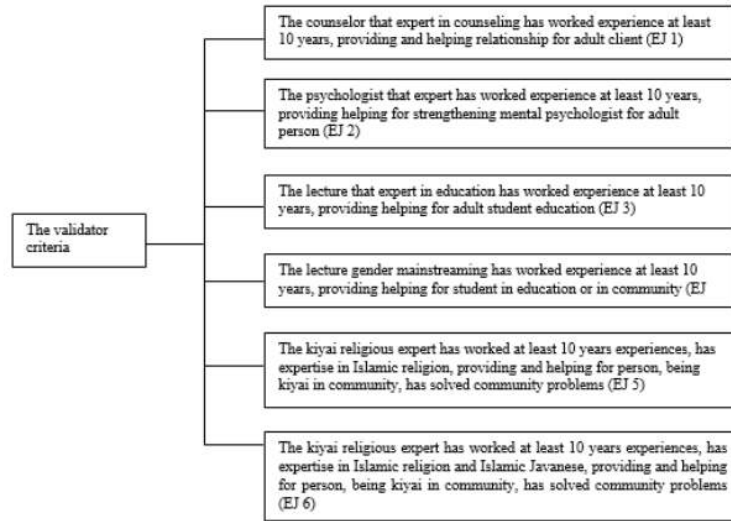 The counselor that expert in counseling has worked experience at least
10 years, providing and helping relationship for adult client (EJ 1)
The psychologist that expert has worked experience at least 10 years,
providing helping for strengthening mental psychologist for adult
person (EJ 2)
The lecture that expert in education has worked experience at least 10
years, providing helping for adult student education (EJ 3)
The validator
criteria
The lecture gender mainstreaming has worked experience at least 10
years, providing helping for student in education or in community (EJ
The kiyai religious expert has worked at least 10 years experiences, has
expertise in Islamic religion, providing and helping for person, being
kiyai in community, has solved community problems (EJ 5)
The kiyai religious expert has worked at least 10 years experiences, has
expertise in Islamic religion and Islamic Javanese, providing and helping
for person, being kiyai in community, has solved community problems
(EJ 6)